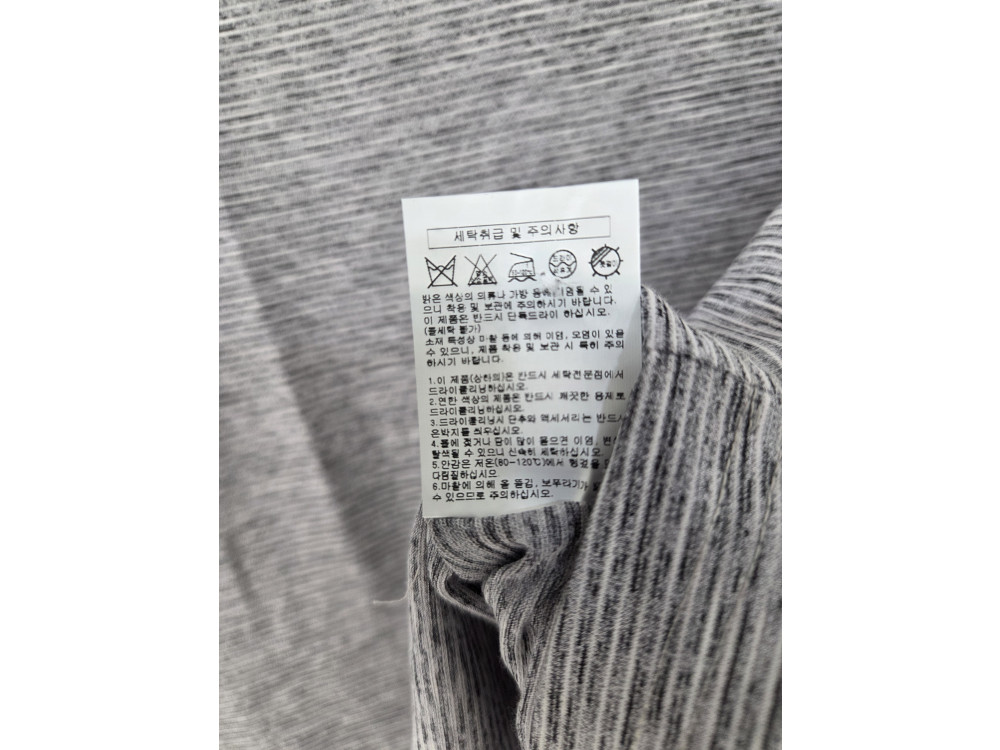 세탁취급 및 주의사항
드라이
밝은 색상의 의류나 가방 등에 이염될 수 있
으니 착용 및 보관에 주의하시기 바랍니다.
이 제품은 반드시 단독드라이 하십시오.
(물세탁 불가)
소재 특성상 마찰 등에 의해 이염, 오염이 있을
수 있으니, 제품 착용 및 보관 시 특히 주의
하시기 바랍니다.
1.이 제품(상한의)은 반드시 세탁전문점에서
드라이클리닝하십시오.
2.연한 색상의 제품은 반드시 깨끗한 용제로
드라이클리닝하십시오.
3.드라이클리닝시 단추와 액세서리는 반드시
은박지를 씌우십시오.
4.물에 젖거나 땀이 많이 묻으면 이염, 변
탈색될 수 있으니 신속히 세탁하십시오.
5.안감은 저온(80-120℃)에서 헝겊을
다림질하십시오
6.마찰에 의해 올 뜯김, 보푸라기가
수 있으므로 주의하십시오.